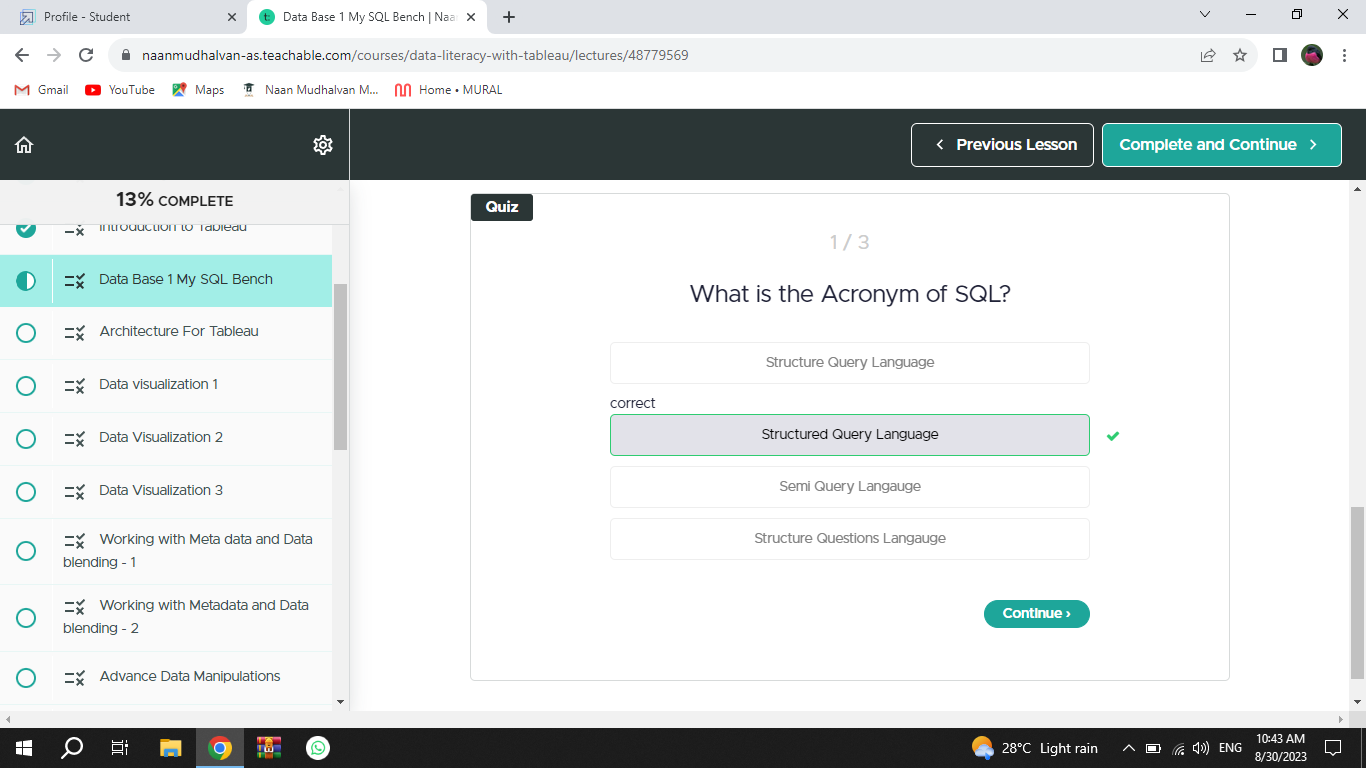 Profile - Student
Data Base 1 My SQL Bench | Naa
naanmudhalvan-as.teachable.com/courses/data-literacy-with-tableau/lectures/48779569
Gmail
YouTube
Maps
Naan Mudhalvan M...
Home • MURAL
Previous Lesson
Complete and Continue
13% COMPLETE
Introduction to Tableau
Data Base 1 My SQL Bench
Architecture For Tableau
Data visualization 1
Data Visualization 2
Data Visualization 3
Working with Meta data and Data
blending - 1
Working with Metadata and Data
blending - 2
Advance Data Manipulations
Quiz
1 / 3
What is the Acronym of SQL?
Structure Query Language
correct
Structured Query Language
Semi Query Langauge
Structure Questions Langauge
Continue ›
28°C Light rain
ENG
10:43 AM
8/30/2023